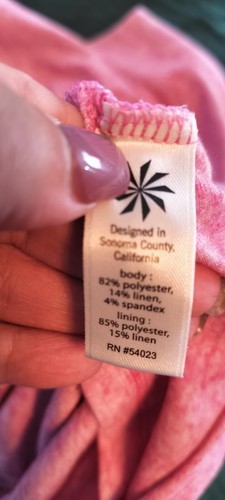 Designed in
Sonoma County,
California
body :
82% polyester,
14% linen,
4% spandex
lining :
85% polyester,
15% linen
RN #54023